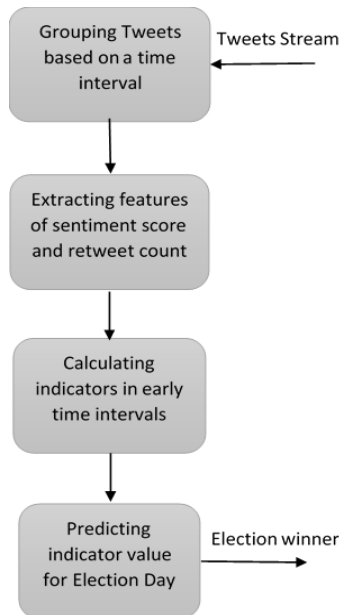 Grouping Tweets
based on a time
interval
Tweets Stream
Extracting features
of sentiment score
and retweet count
Calculating
indicators in early
time intervals
Predicting
indicator value
for Election Day
Election winner